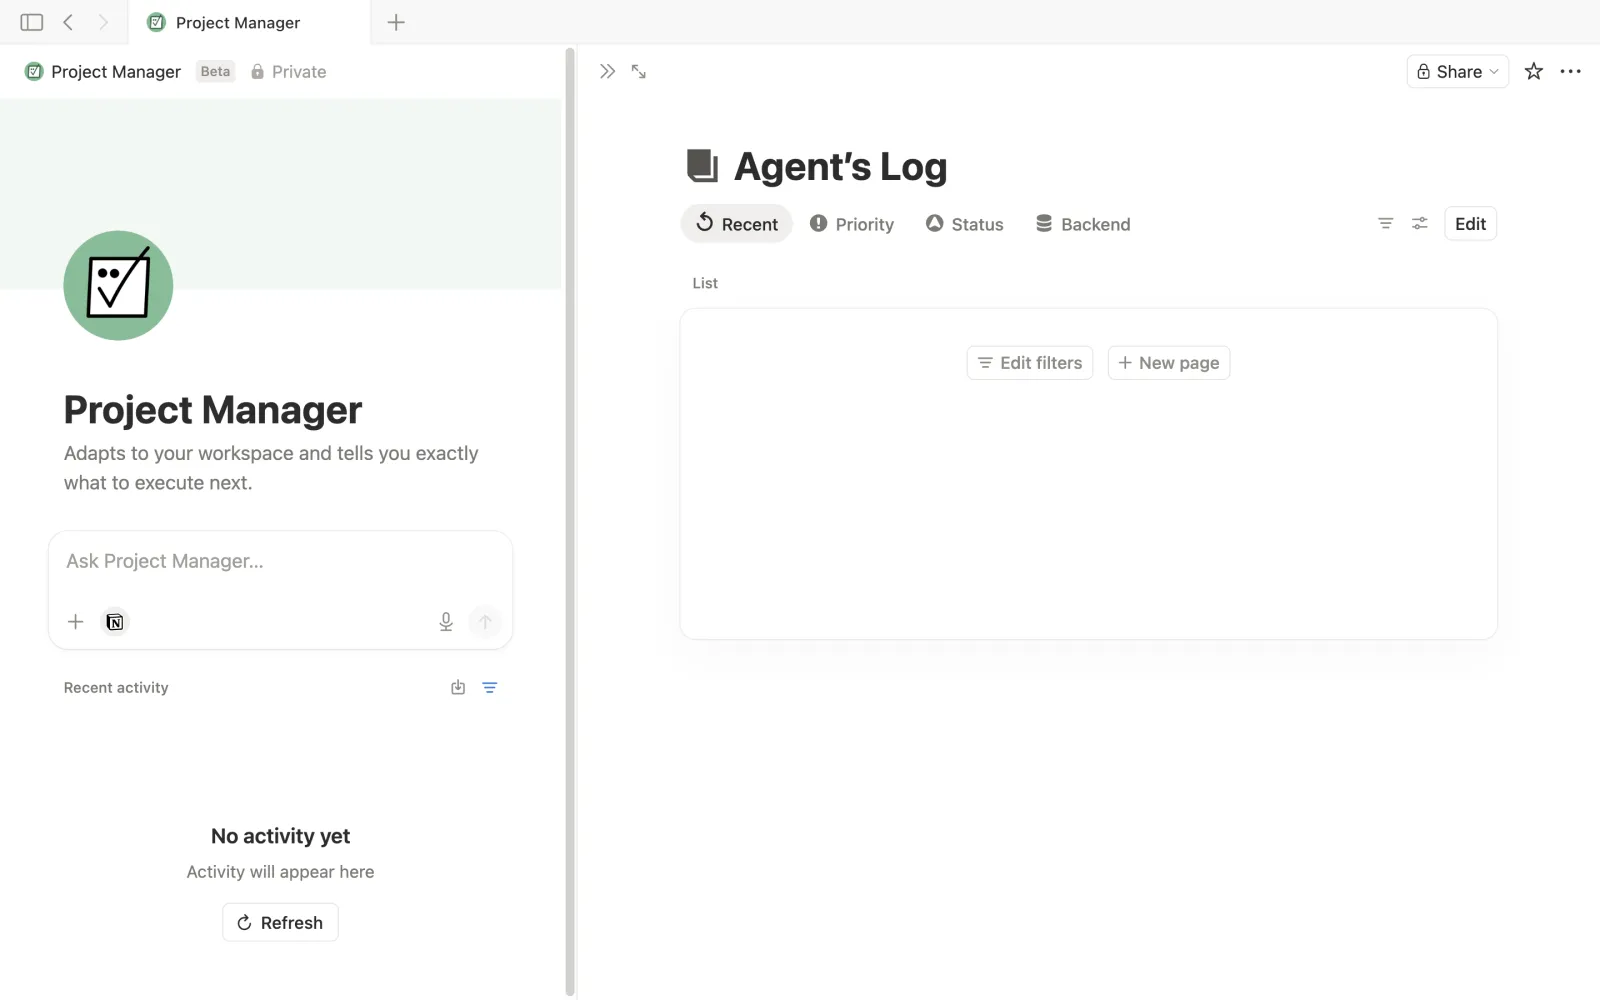 Project Manager
Project Manager Beta Private
Share
Agent’s Log
Recent Priority Status Backend Edit
List
Edit filters New page
Project Manager
Adapts to your workspace and tells you exactly
what to execute next.
Ask Project Manager...
Recent activity
No activity yet
Activity will appear here
Refresh